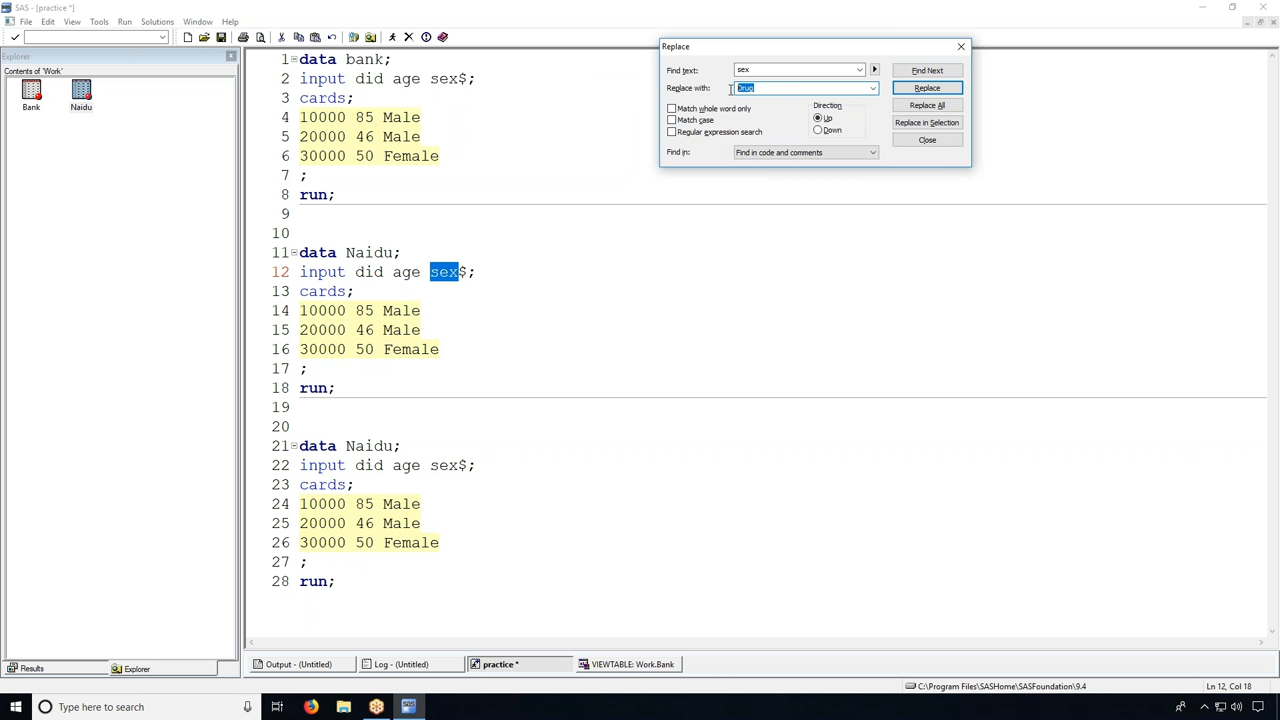 SAS - [practice *]
File Edit View Tools Run Solutions Window Help
Explorer
Contents of 'Work'
Bank Naidu
1 data bank;
2 input did age sex$;
3 cards;
4 10000 85 Male
5 20000 46 Male
6 30000 50 Female
7 ;
8 run;
9
10
11 data Naidu;
12 input did age sex$;
13 cards;
14 10000 85 Male
15 20000 46 Male
16 30000 50 Female
17 ;
18 run;
19
20
21 data Naidu;
22 input did age sex$;
23 cards;
24 10000 85 Male
25 20000 46 Male
26 30000 50 Female
27 ;
28 run;
Replace
Find text: sex Find Next
Replace with: Drug Replace
Match whole word only Direction Replace All
Match case Up Replace in Selection
Regular expression search Down
Find in: Find in code and comments Close
Results Explorer
Output - (Untitled) Log - (Untitled) practice * VIEWTABLE: Work.Bank
C:\Program Files\SASHome\SASFoundation\9.4 Ln 12, Col 18
Type here to search
SAS